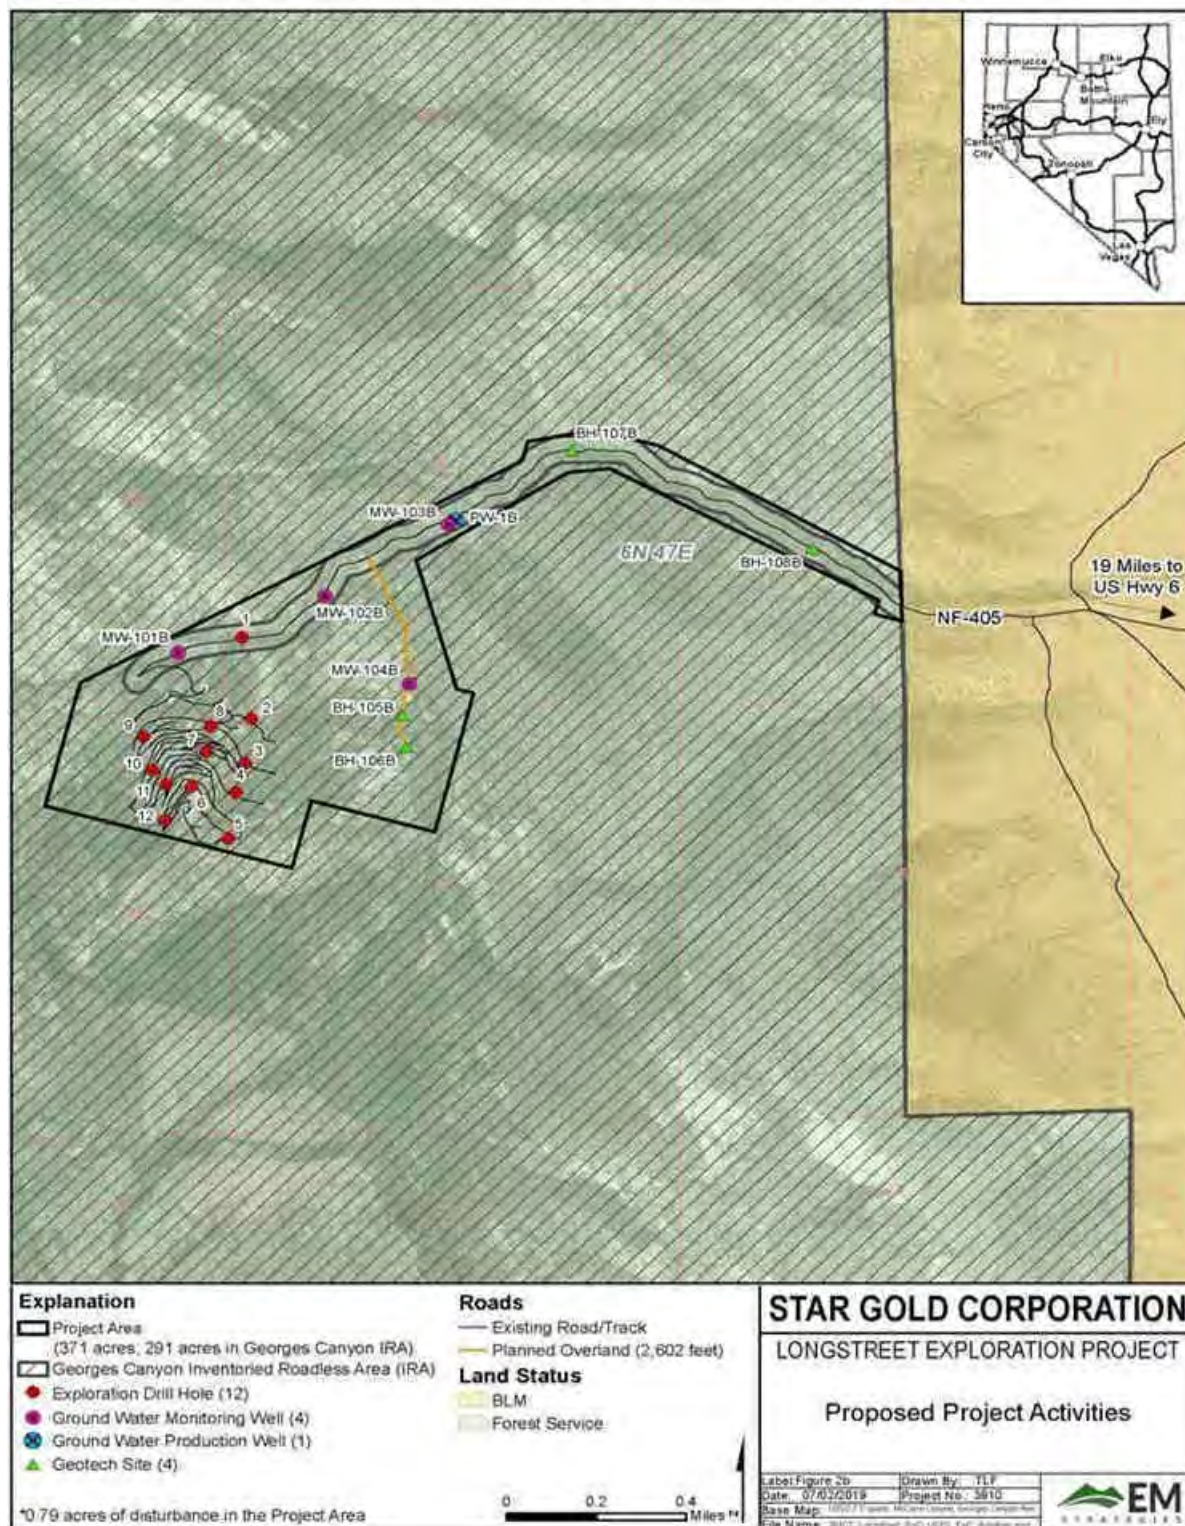 Winnemucca
Elko
Battle
Mountain
Reno
Ely
Carson
City
Tonopah
Las
Vegas
BH-107B
MW-103B
PW-1B
6N 47E
BH-108B
19 Miles to
US Hwy 6
NF-405
MW-102B
1
MW-101B
MW-104B
BH-105B
BH-106B
2
8
9
7
3
10
4
11
6
12
5
Explanation
Project Area
(371 acres; 291 acres in Georges Canyon IRA)
Georges Canyon Inventoried Roadless Area (IRA)
Exploration Drill Hole (12)
Ground Water Monitoring Well (4)
Ground Water Production Well (1)
Geotech Site (4)
*0.79 acres of disturbance in the Project Area
Roads
Existing Road/Track
Planned Overland (2,602 feet)
Land Status
BLM
Forest Service
0 0.2 0.4
Miles
STAR GOLD CORPORATION
LONGSTREET EXPLORATION PROJECT
Proposed Project Activities
Label: Figure 2b
Drawn By: TLF
Date: 07/02/2019
Project No.: 3910
Base Map:
File Name:
EM
STRATEGIES